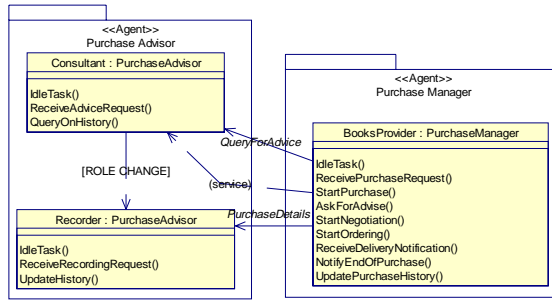 <<Agent>>
Purchase Advisor
Consultant : PurchaseAdvisor
IdleTask()
ReceiveAdviceRequest()
QueryOnHistory()
[ROLE CHANGE]
Recorder : PurchaseAdvisor
IdleTask()
ReceiveRecordingRequest()
UpdateHistory()
QueryForAdvice
(service)
PurchaseDetails
<<Agent>>
Purchase Manager
BooksProvider : PurchaseManager
IdleTask()
ReceivePurchaseRequest()
StartPurchase()
AskForAdvise()
StartNegotiation()
StartOrdering()
ReceiveDeliveryNotification()
NotifyEndOfPurchase()
UpdatePurchaseHistory()